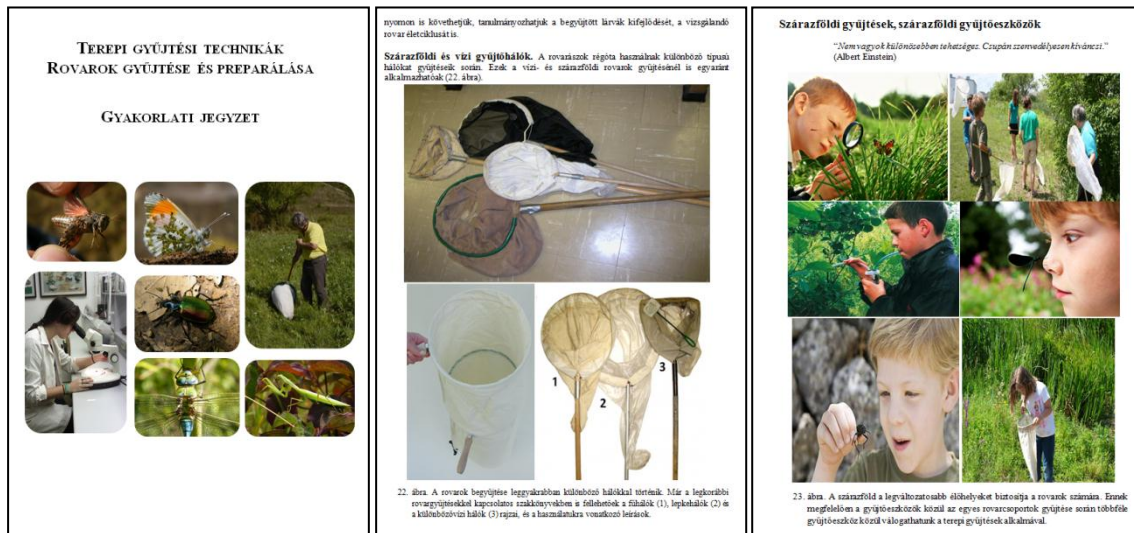 TEREPI GYŰJTÉSI TECHNIKÁK
ROVAROK GYŰJTÉSE ÉS PREPARÁLÁSA
GYAKORLATI JEGYZET
nyomon is követhetjük, tanulmányozhatjuk a begyűjtött lárvák kifejlődését, a vizsgálandó
rovar életciklusát is.
Szárazföldi és vízi gyűjtőhálók. A rovarászok régóta használnak különböző típusú
hálókat gyűjtéseik során. Ezek a vízi- és szárazföldi rovarok gyűjtésénél is egyaránt
alkalmazhatóak (22. ábra).
1
2
3
22. ábra. A rovarok begyűjtése leggyakrabban különböző hálókkal történik. Már a legkorábbi
rovargyűjtésekkel kapcsolatos szakkönyvekben is fellehetőek a fűhálók (1), lepkehálók (2) és
a különbözővízi hálók (3) rajzai, és a használatukra vonatkozó leírások.
Szárazföldi gyűjtések, szárazföldi gyűjtőeszközök
"Nem vagyok különösebben tehetséges. Csupán szenvedélyesen kíváncsi."
(Albert Einstein)
23. ábra. A szárazföld a legváltozatosabb élőhelyeket biztosítja a rovarok számára. Ennek
megfelelően a gyűjtőeszközök közül az egyes rovarcsoportok gyűjtése során többféle
gyűjtőeszköz közül válogathatunk a terepi gyűjtések alkalmával.